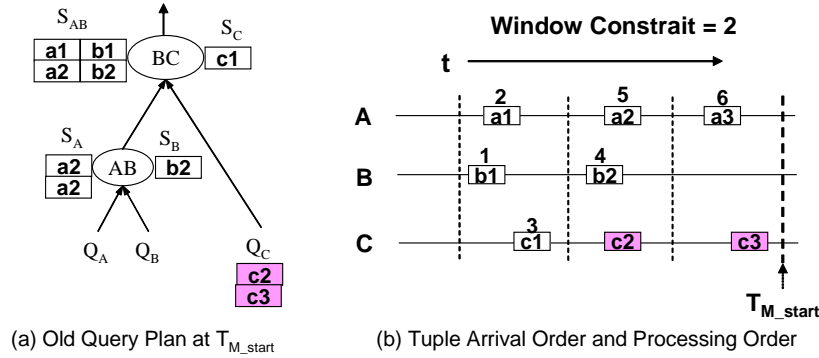 S_AB
a1 b1
a2 b2
BC
S_C
c1
S_A
a2
a2
AB
S_B
b2
Q_A
Q_B
Q_C
c2
c3
(a) Old Query Plan at T_M_start
Window Constrait = 2
t
2 5 6
A a1 a2 a3
1 4
B b1 b2
3
C c1 c2 c3
T_M_start
(b) Tuple Arrival Order and Processing Order